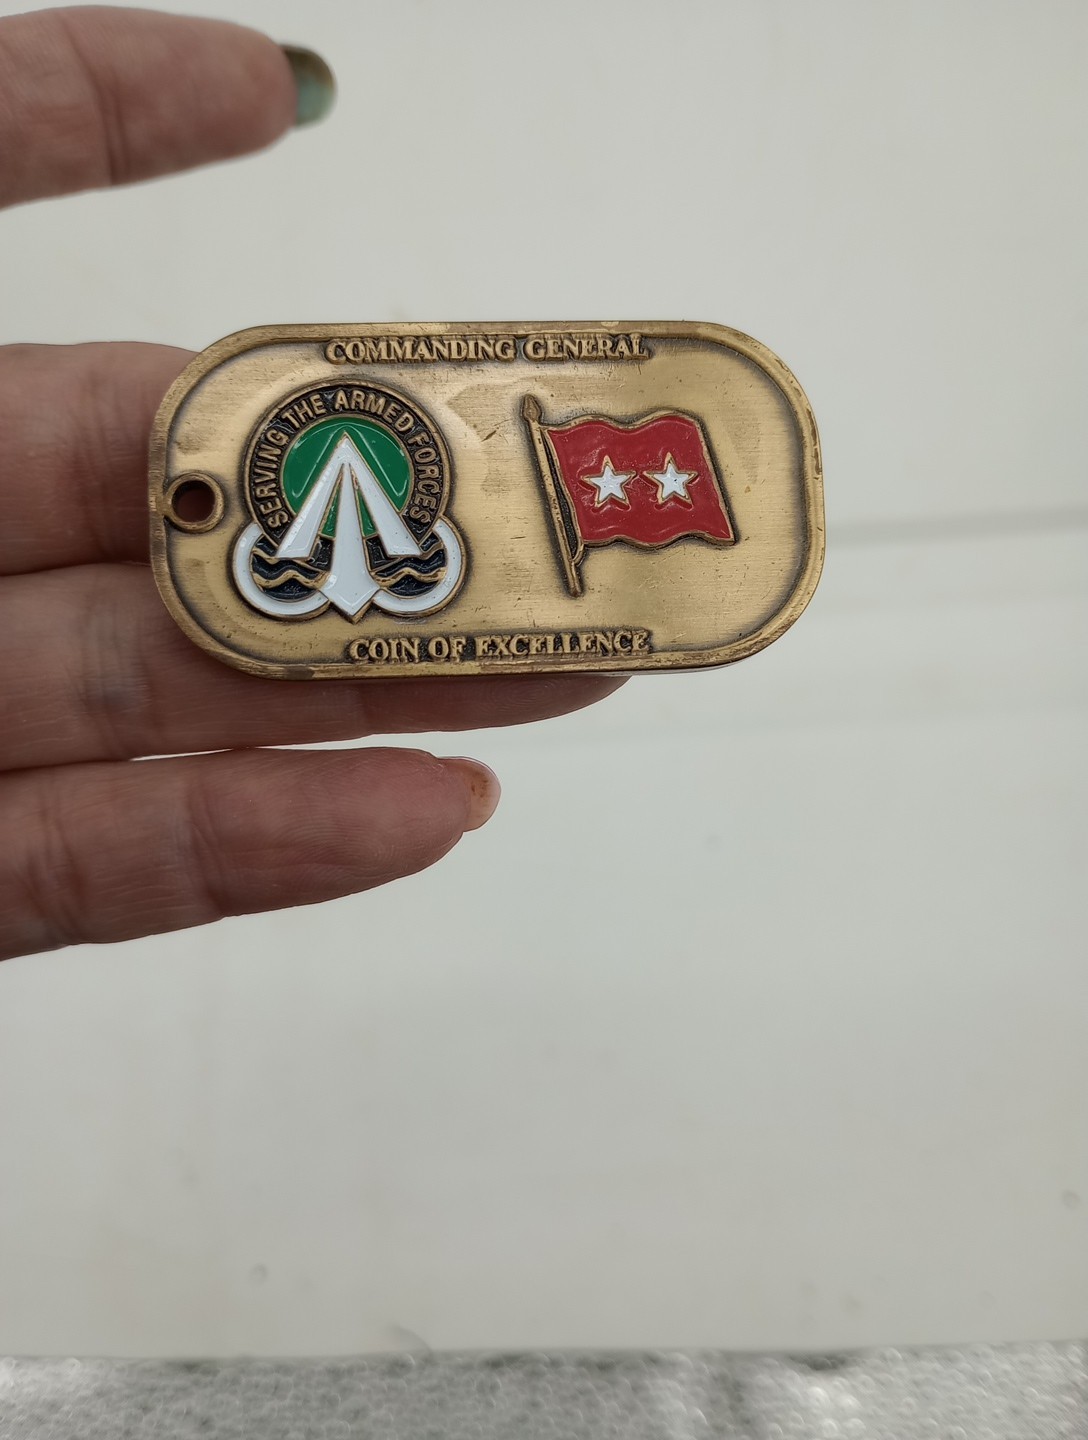 COMMANDING GENERAL
SERVING THE ARMED FORCES
COIN OF EXCELLENCE